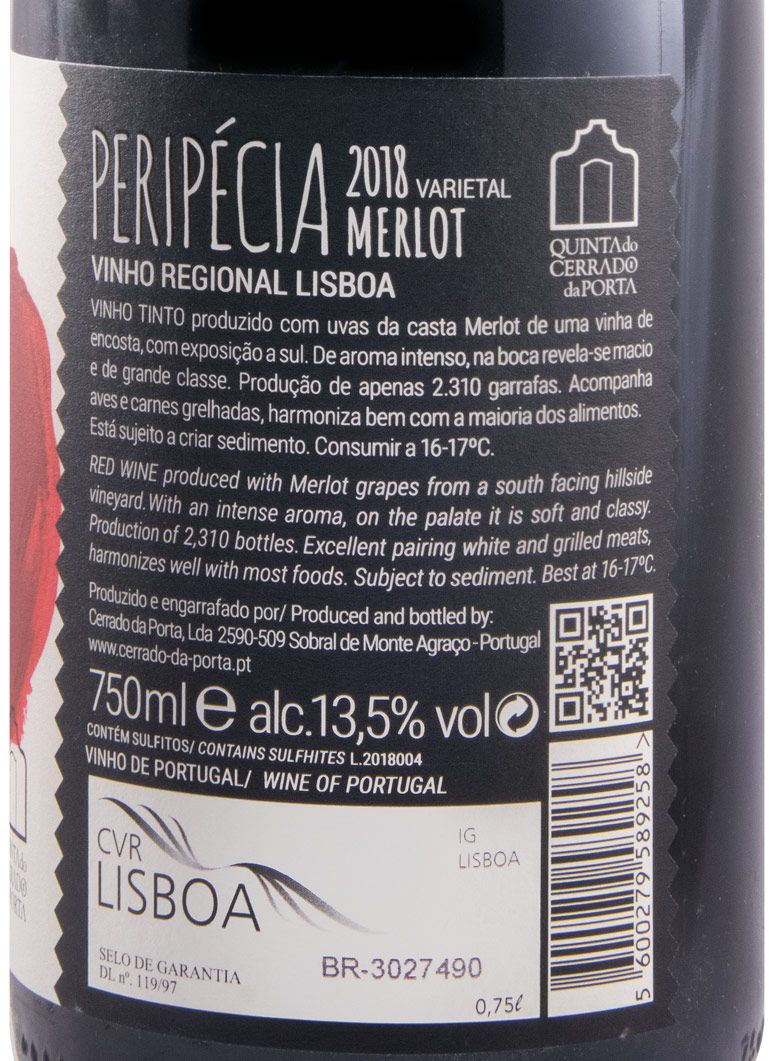 PERIPÉCIA 2018 VARIETAL
MERLOT
VINHO REGIONAL LISBOA
QUINTA do
CERRADO
da PORTA
VINHO TINTO produzido com uvas da casta Merlot de uma vinha de
encosta, com exposição a sul. De aroma intenso, na boca revela-se macio
e de grande classe. Produção de apenas 2.310 garrafas. Acompanha
aves e carnes grelhadas, harmoniza bem com a maioria dos alimentos.
Está sujeito a criar sedimento. Consumir a 16-17ºC.
RED WINE produced with Merlot grapes from a south facing hillside
vineyard. With an intense aroma, on the palate it is soft and classy.
Production of 2,310 bottles. Excellent pairing white and grilled meats,
harmonizes well with most foods. Subject to sediment. Best at 16-17ºC.
Produzido e engarrafado por/ Produced and bottled by:
Cerrado da Porta, Lda 2590-509 Sobral de Monte Agraço - Portugal
www.cerrado-da-porta.pt
750ml e alc.13,5% vol
CONTÉM SULFITOS/ CONTAINS SULFHITES L.2018004
VINHO DE PORTUGAL/ WINE OF PORTUGAL
CVR
LISBOA
IG
LISBOA
SELO DE GARANTIA
DL nº. 119/97
BR-3027490
0,75ℓ
5 600279 589258 >